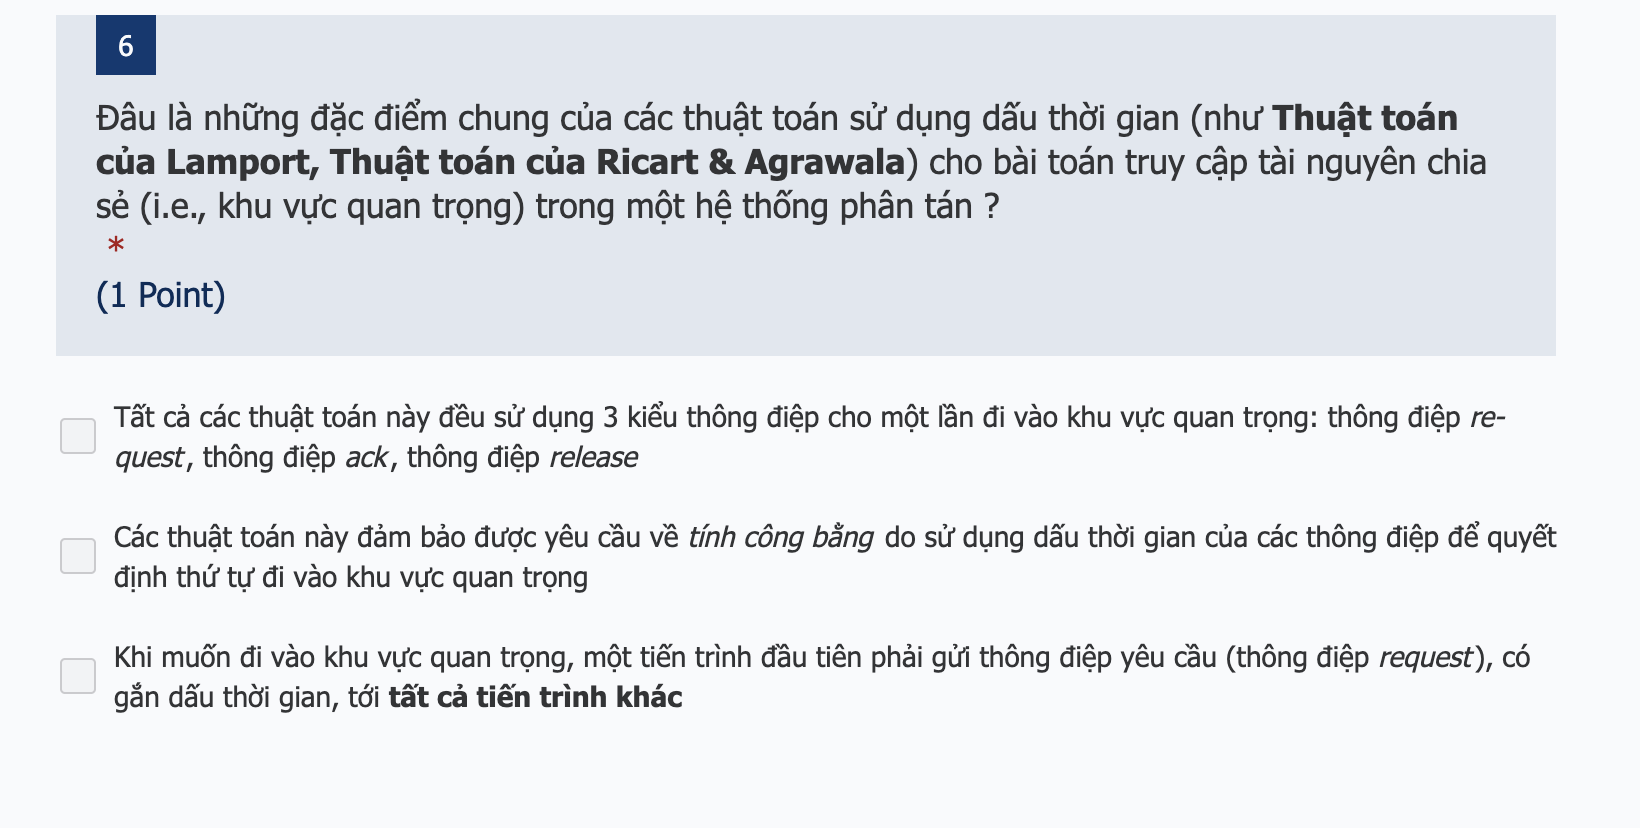 6
Đâu là những đặc điểm chung của các thuật toán sử dụng dấu thời gian (như Thuật toán
của Lamport, Thuật toán của Ricart & Agrawala) cho bài toán truy cập tài nguyên chia
sẻ (i.e., khu vực quan trọng) trong một hệ thống phân tán ?
*
(1 Point)
Tất cả các thuật toán này đều sử dụng 3 kiểu thông điệp cho một lần đi vào khu vực quan trọng: thông điệp re-
quest, thông điệp ack, thông điệp release
Các thuật toán này đảm bảo được yêu cầu về tính công bằng do sử dụng dấu thời gian của các thông điệp để quyết
định thứ tự đi vào khu vực quan trọng
Khi muốn đi vào khu vực quan trọng, một tiến trình đầu tiên phải gửi thông điệp yêu cầu (thông điệp request), có
gắn dấu thời gian, tới tất cả tiến trình khác